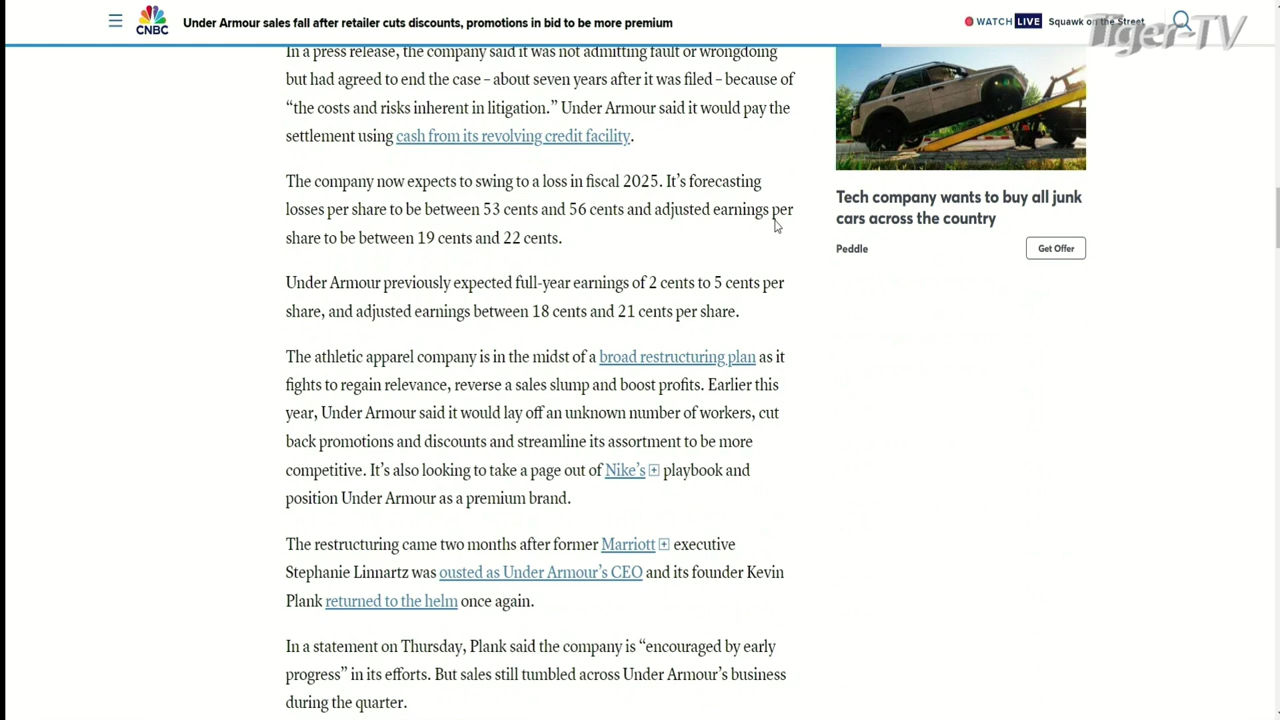 CNBC
Under Armour sales fall after retailer cuts discounts, promotions in bid to be more premium
WATCH LIVE
Squawk on the Street
Tiger-TV
In a press release, the company said it was not admitting fault or wrongdoing
but had agreed to end the case – about seven years after it was filed – because of
“the costs and risks inherent in litigation.” Under Armour said it would pay the
settlement using cash from its revolving credit facility.
The company now expects to swing to a loss in fiscal 2025. It’s forecasting
losses per share to be between 53 cents and 56 cents and adjusted earnings per
share to be between 19 cents and 22 cents.
Under Armour previously expected full-year earnings of 2 cents to 5 cents per
share, and adjusted earnings between 18 cents and 21 cents per share.
The athletic apparel company is in the midst of a broad restructuring plan as it
fights to regain relevance, reverse a sales slump and boost profits. Earlier this
year, Under Armour said it would lay off an unknown number of workers, cut
back promotions and discounts and streamline its assortment to be more
competitive. It’s also looking to take a page out of Nike’s playbook and
position Under Armour as a premium brand.
The restructuring came two months after former Marriott executive
Stephanie Linnartz was ousted as Under Armour’s CEO and its founder Kevin
Plank returned to the helm once again.
In a statement on Thursday, Plank said the company is “encouraged by early
progress” in its efforts. But sales still tumbled across Under Armour’s business
during the quarter.
Tech company wants to buy all junk
cars across the country
Peddle
Get Offer